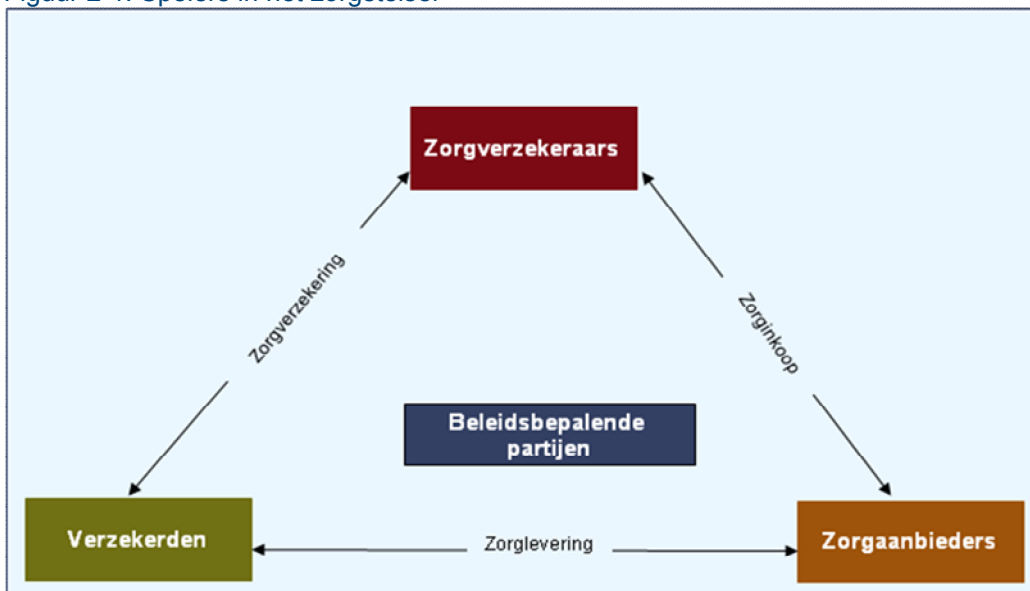 Zorgverzekeraars
Zorgverzekering
Zorginkoop
Beleidsbepalende
partijen
Verzekerden
Zorglevering
Zorgaanbieders